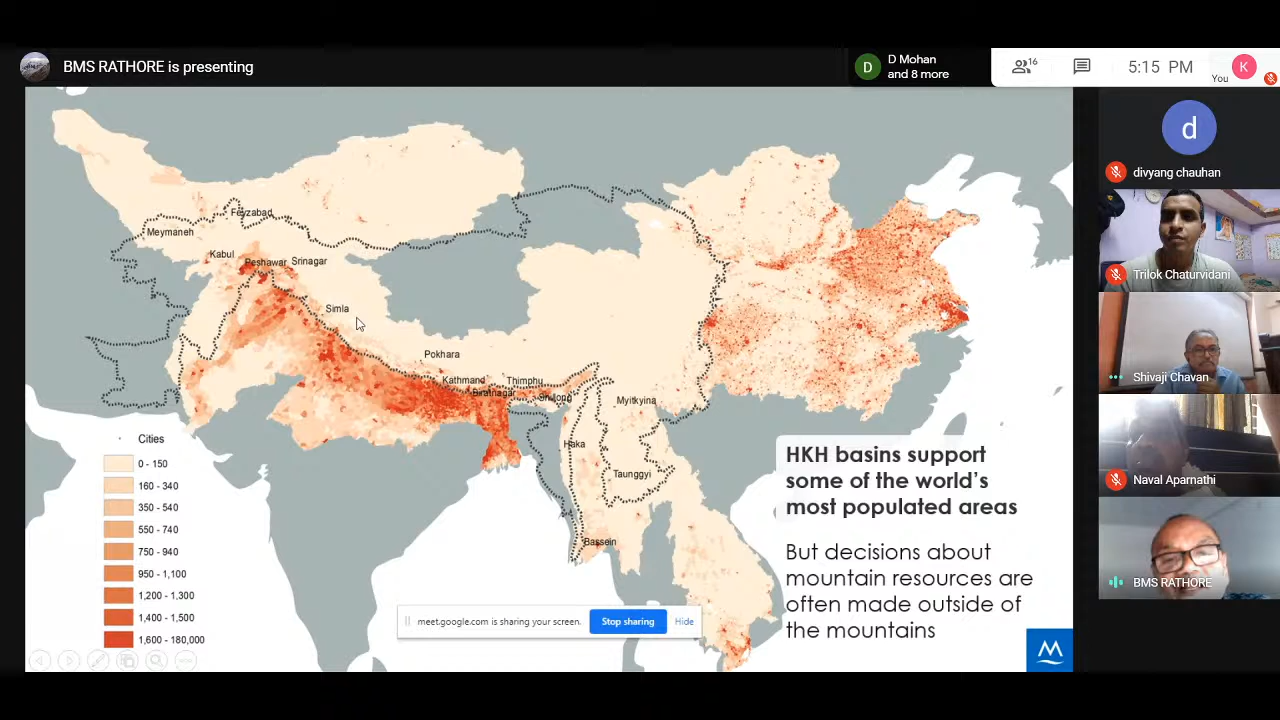 BMS RATHORE is presenting
D
D Mohan
and 8 more
16
5:15 PM
You
K
d
divyang chauhan
Trilok Chaturvidani
Shivaji Chavan
Naval Aparnathi
BMS RATHORE
Feyzabad
Meymaneh
Kabul
Peshawar
Srinagar
Simla
Pokhara
Kathmand
Thimphu
Biratnagar
Shillong
Myitkyina
Haka
Taunggyi
Bassein
Cities
0 - 150
160 - 340
350 - 540
550 - 740
750 - 940
950 - 1,100
1,200 - 1,300
1,400 - 1,500
1,600 - 180,000
HKH basins support
some of the world's
most populated areas
But decisions about
mountain resources are
often made outside of
the mountains
meet.google.com is sharing your screen.
Stop sharing
Hide